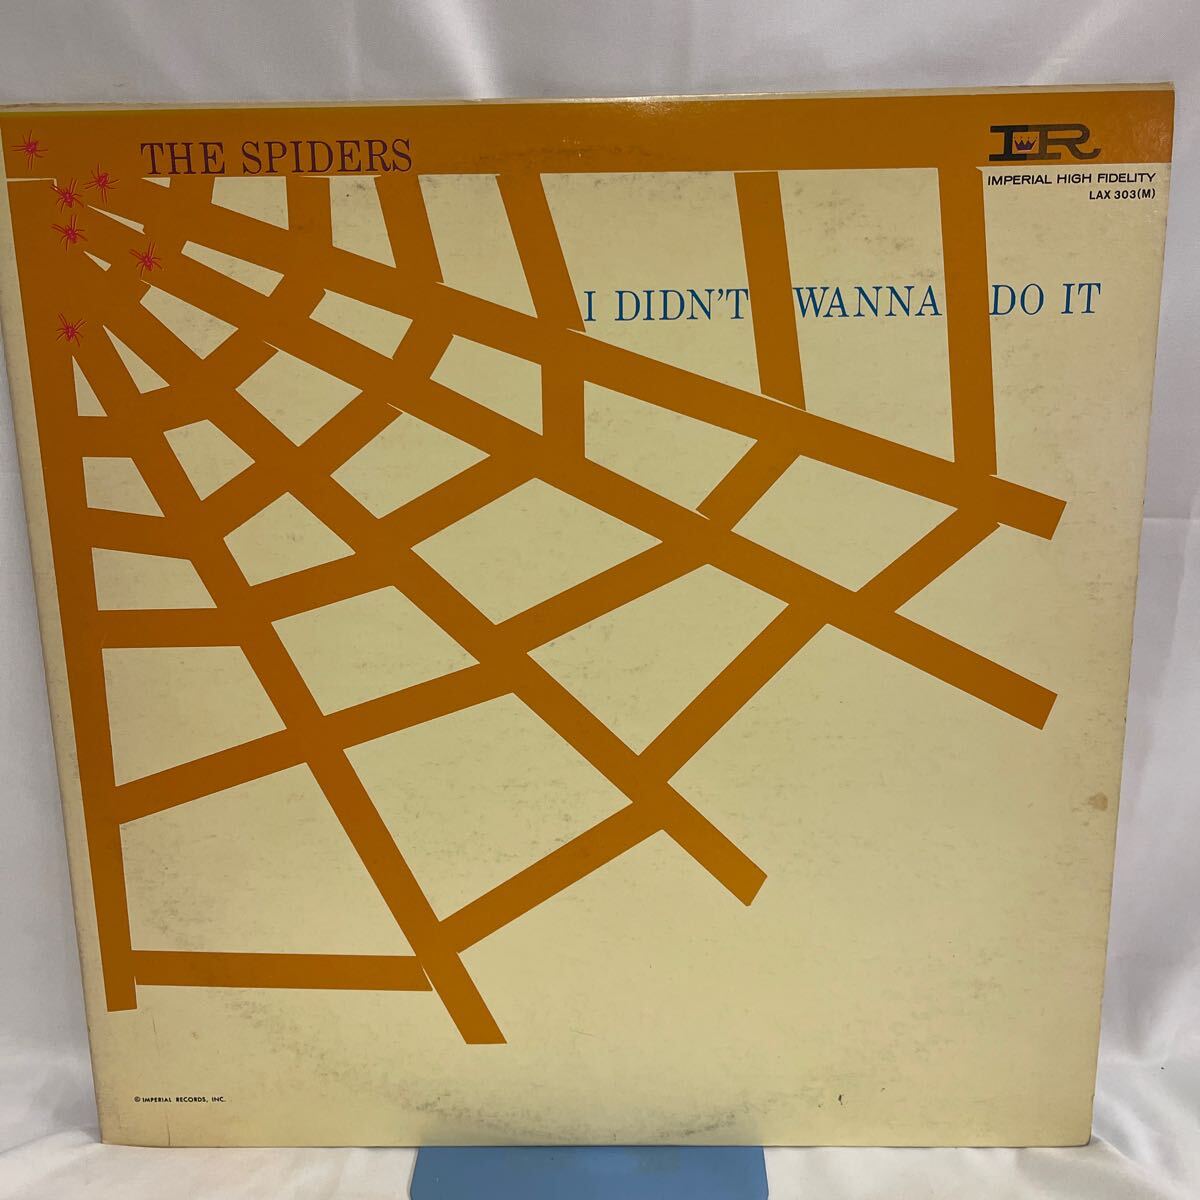 THE SPIDERS
IR
IMPERIAL HIGH FIDELITY
LAX 303(M)
I DIDN'T WANNA DO IT
© IMPERIAL RECORDS, INC.